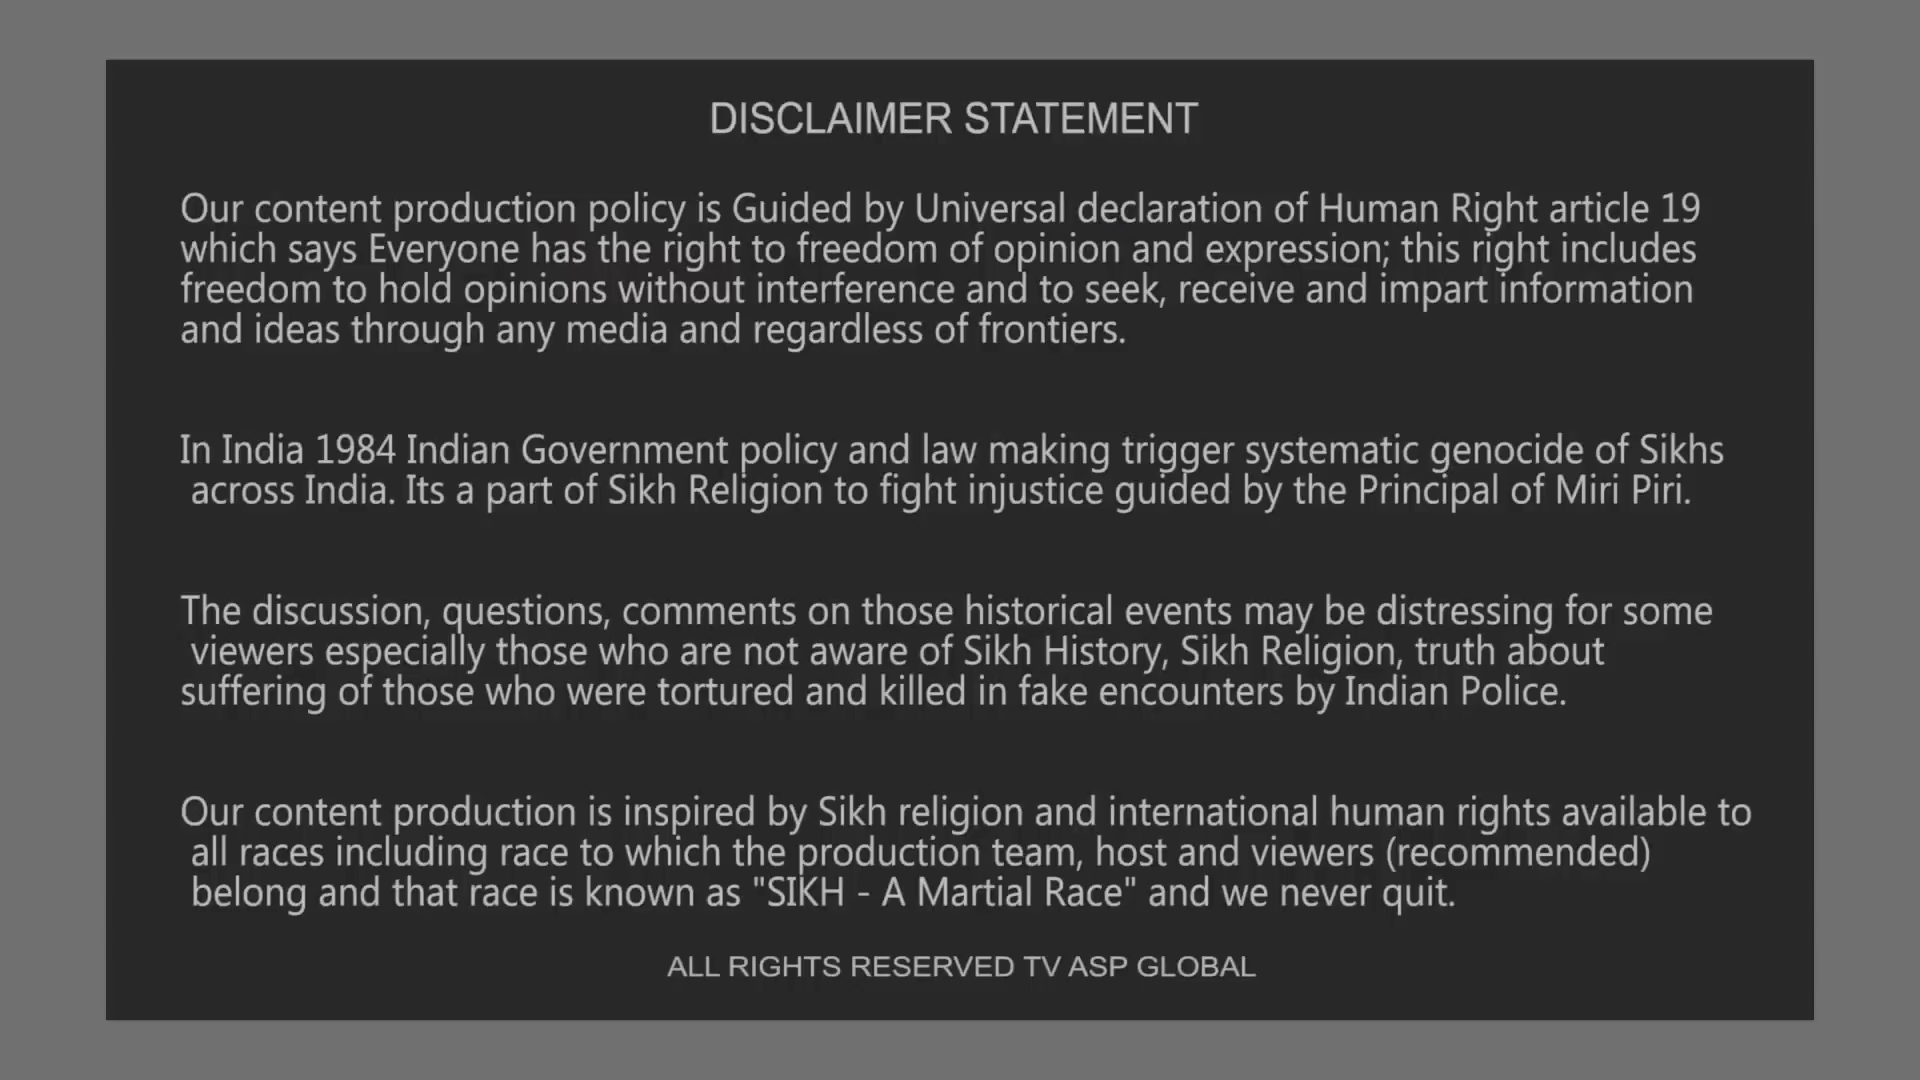 DISCLAIMER STATEMENT
Our content production policy is Guided by Universal declaration of Human Right article 19
which says Everyone has the right to freedom of opinion and expression; this right includes
freedom to hold opinions without interference and to seek, receive and impart information
and ideas through any media and regardless of frontiers.
In India 1984 Indian Government policy and law making trigger systematic genocide of Sikhs
across India. Its a part of Sikh Religion to fight injustice guided by the Principal of Miri Piri.
The discussion, questions, comments on those historical events may be distressing for some
viewers especially those who are not aware of Sikh History, Sikh Religion, truth about
suffering of those who were tortured and killed in fake encounters by Indian Police.
Our content production is inspired by Sikh religion and international human rights available to
all races including race to which the production team, host and viewers (recommended)
belong and that race is known as "SIKH - A Martial Race" and we never quit.
ALL RIGHTS RESERVED TV ASP GLOBAL